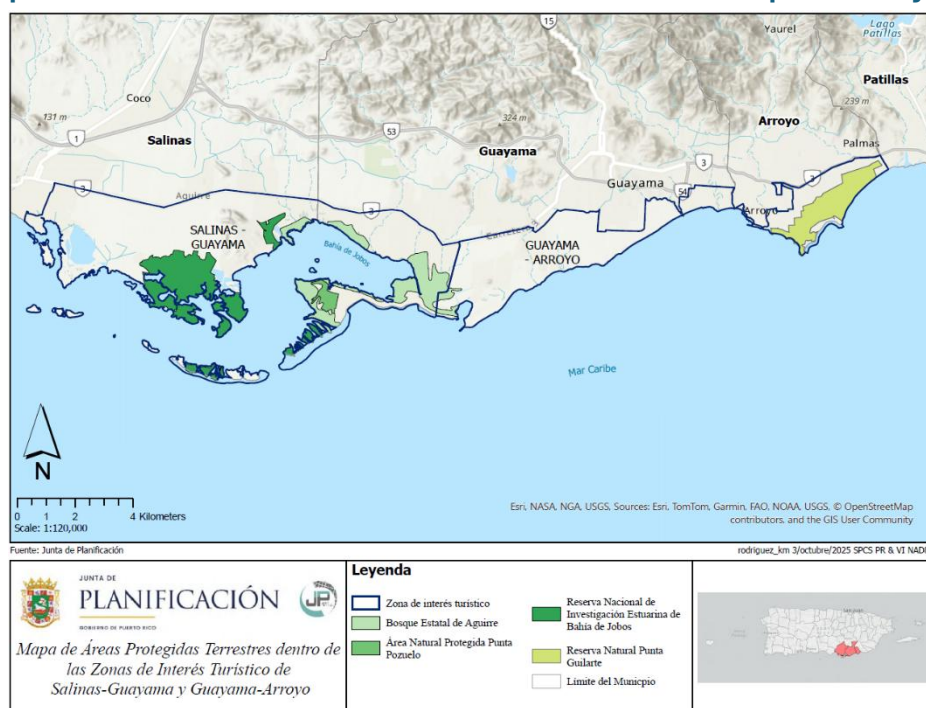 15
Yaurel
Lago
Patillas
Patillas
Coco
239 m
131 m
Arroyo
1
Salinas
53
324 m
Palmas
Guayama
3
3
Guayama
3
3
Aguirre
54
3
Arroyo
SALINAS -
GUAYAMA
Carretera
Bahía de Jobos
GUAYAMA
- ARROYO
Mar Caribe
N
0 1 2 4 Kilometers
Scale: 1:120,000
Esri, NASA, NGA, USGS, Sources: Esri, TomTom, Garmin, FAO, NOAA, USGS, © OpenStreetMap
contributors, and the GIS User Community
Fuente: Junta de Planificación
rodriguez_km 3/octubre/2025 SPCS PR & VI NAD
JUNTA DE
PLANIFICACIÓN
GOBIERNO DE PUERTO RICO
JP
Mapa de Áreas Protegidas Terrestres dentro de
las Zonas de Interés Turístico de
Salinas-Guayama y Guayama-Arroyo
Leyenda
Zona de interés turístico
Bosque Estatal de Aguirre
Área Natural Protegida Punta
Pozuelo
Reserva Nacional de
Investigación Estuarina de
Bahía de Jobos
Reserva Natural Punta
Guilarte
Límite del Municpio